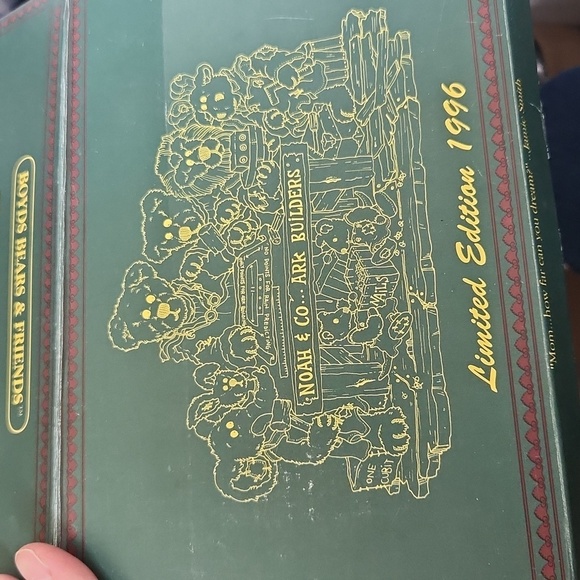 BOYDS BEARS & FRIENDS™
NOAH & CO... ARK BUILDERS
NAILS
ONE
CUBIT
Limited Edition 1996
"Mom... how far can you dream?" ...Jamie Smith